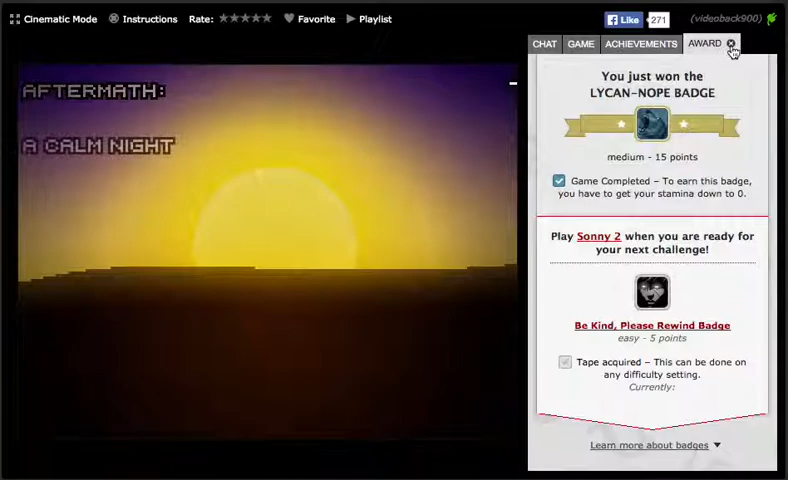 Cinematic Mode Instructions Rate: Favorite Playlist Like 271 (videoback900)
CHAT GAME ACHIEVEMENTS AWARD
AFTERMATH:
A CALM NIGHT
You just won the
LYCAN-NOPE BADGE
medium - 15 points
Game Completed – To earn this badge,
you have to get your stamina down to 0.
Play Sonny 2 when you are ready for
your next challenge!
Be Kind, Please Rewind Badge
easy - 5 points
Tape acquired – This can be done on
any difficulty setting.
Currently:
Learn more about badges